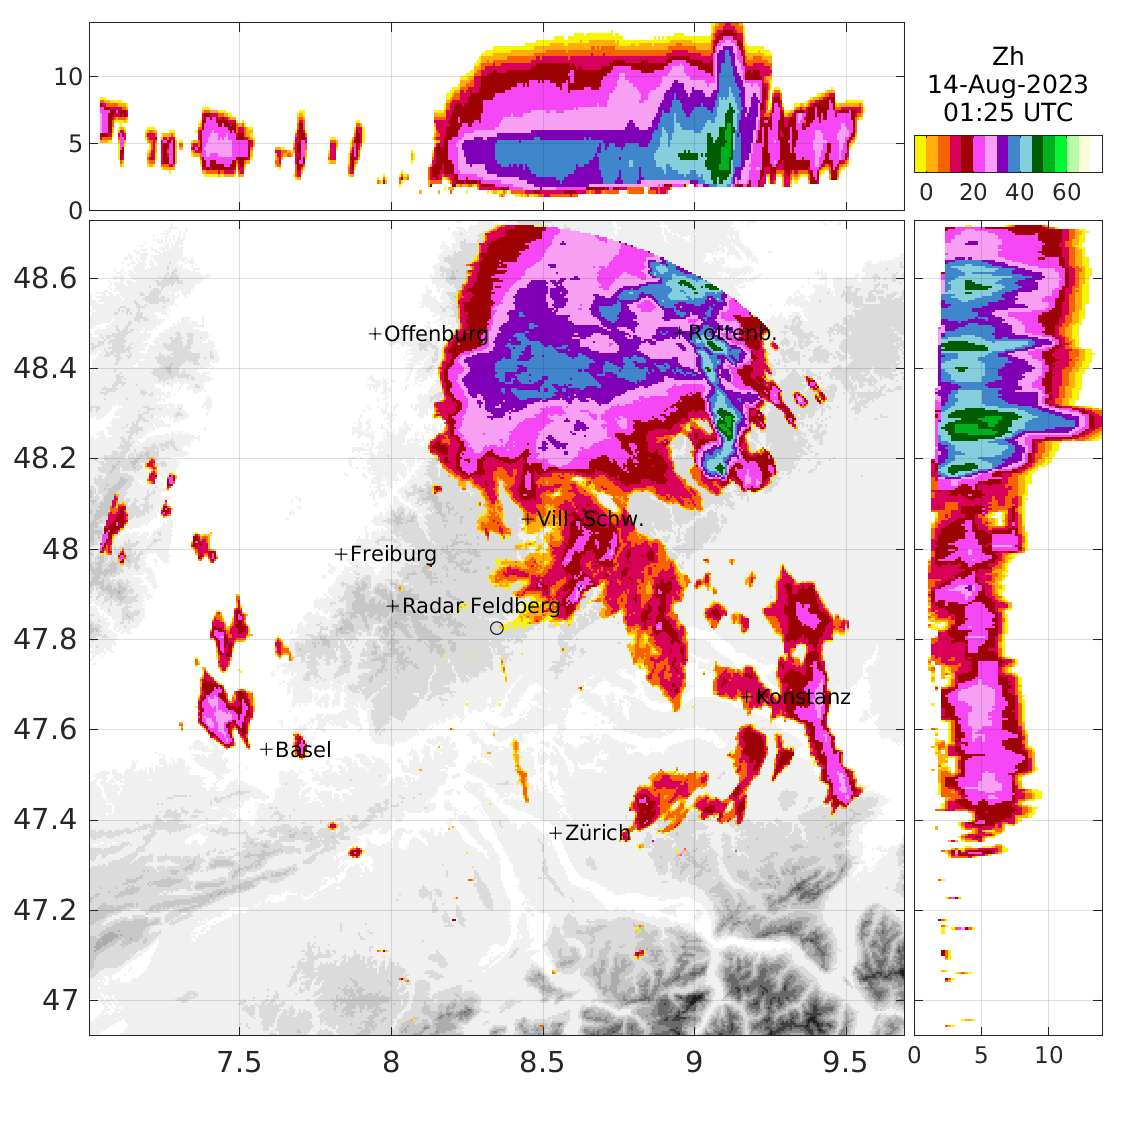 10
5
0
Zh
14-Aug-2023
01:25 UTC
0 20 40 60
48.6
48.4
48.2
48
47.8
47.6
47.4
47.2
47
Offenburg
Rottenb.
Vill.-Schw.
Freiburg
Radar Feldberg
Konstanz
Basel
Zürich
7.5 8 8.5 9 9.5
0 5 10